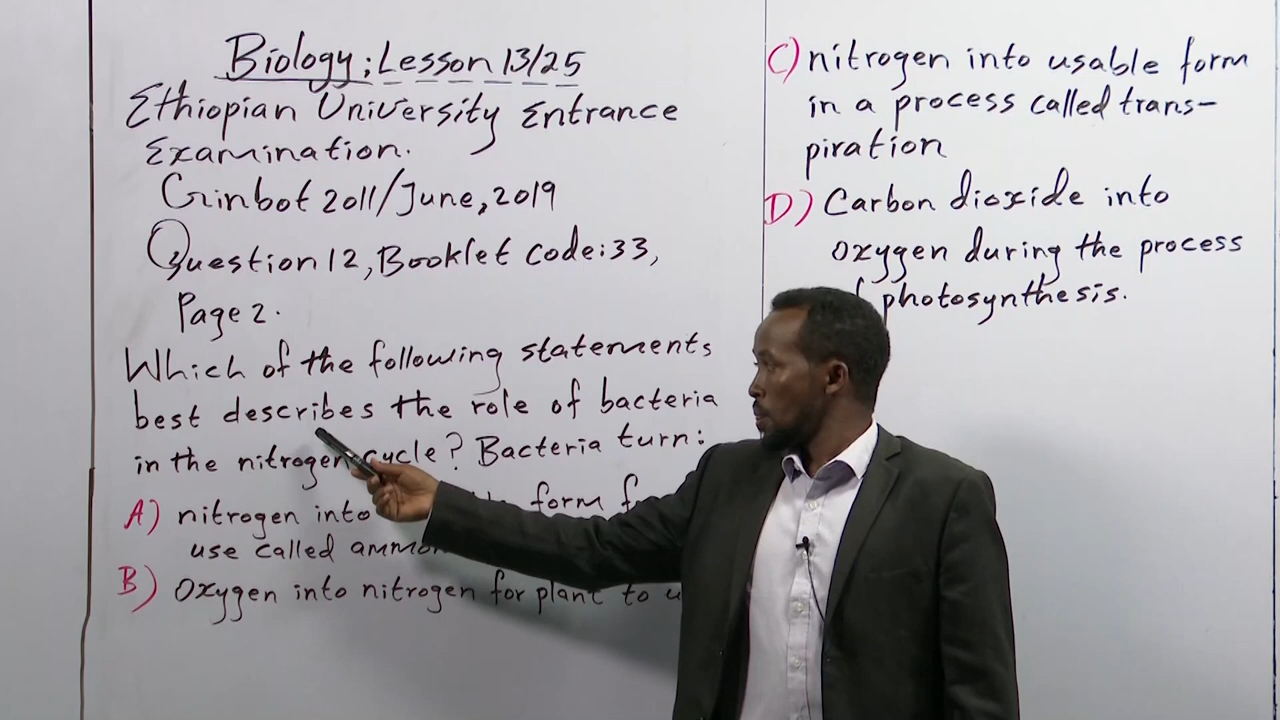 Biology; Lesson 13/25
Ethiopian University Entrance
Examination.
Ginbot 2011/June, 2019
Question 12, Booklet code: 33,
Page 2.
Which of the following statements
best describes the role of bacteria
in the nitrogen cycle? Bacteria turn:
A) nitrogen into form
use called
B) Oxygen into nitrogen for plant to
C) nitrogen into usable form
in a process called trans-
piration
D) Carbon dioxide into
oxygen during the process
photosynthesis.